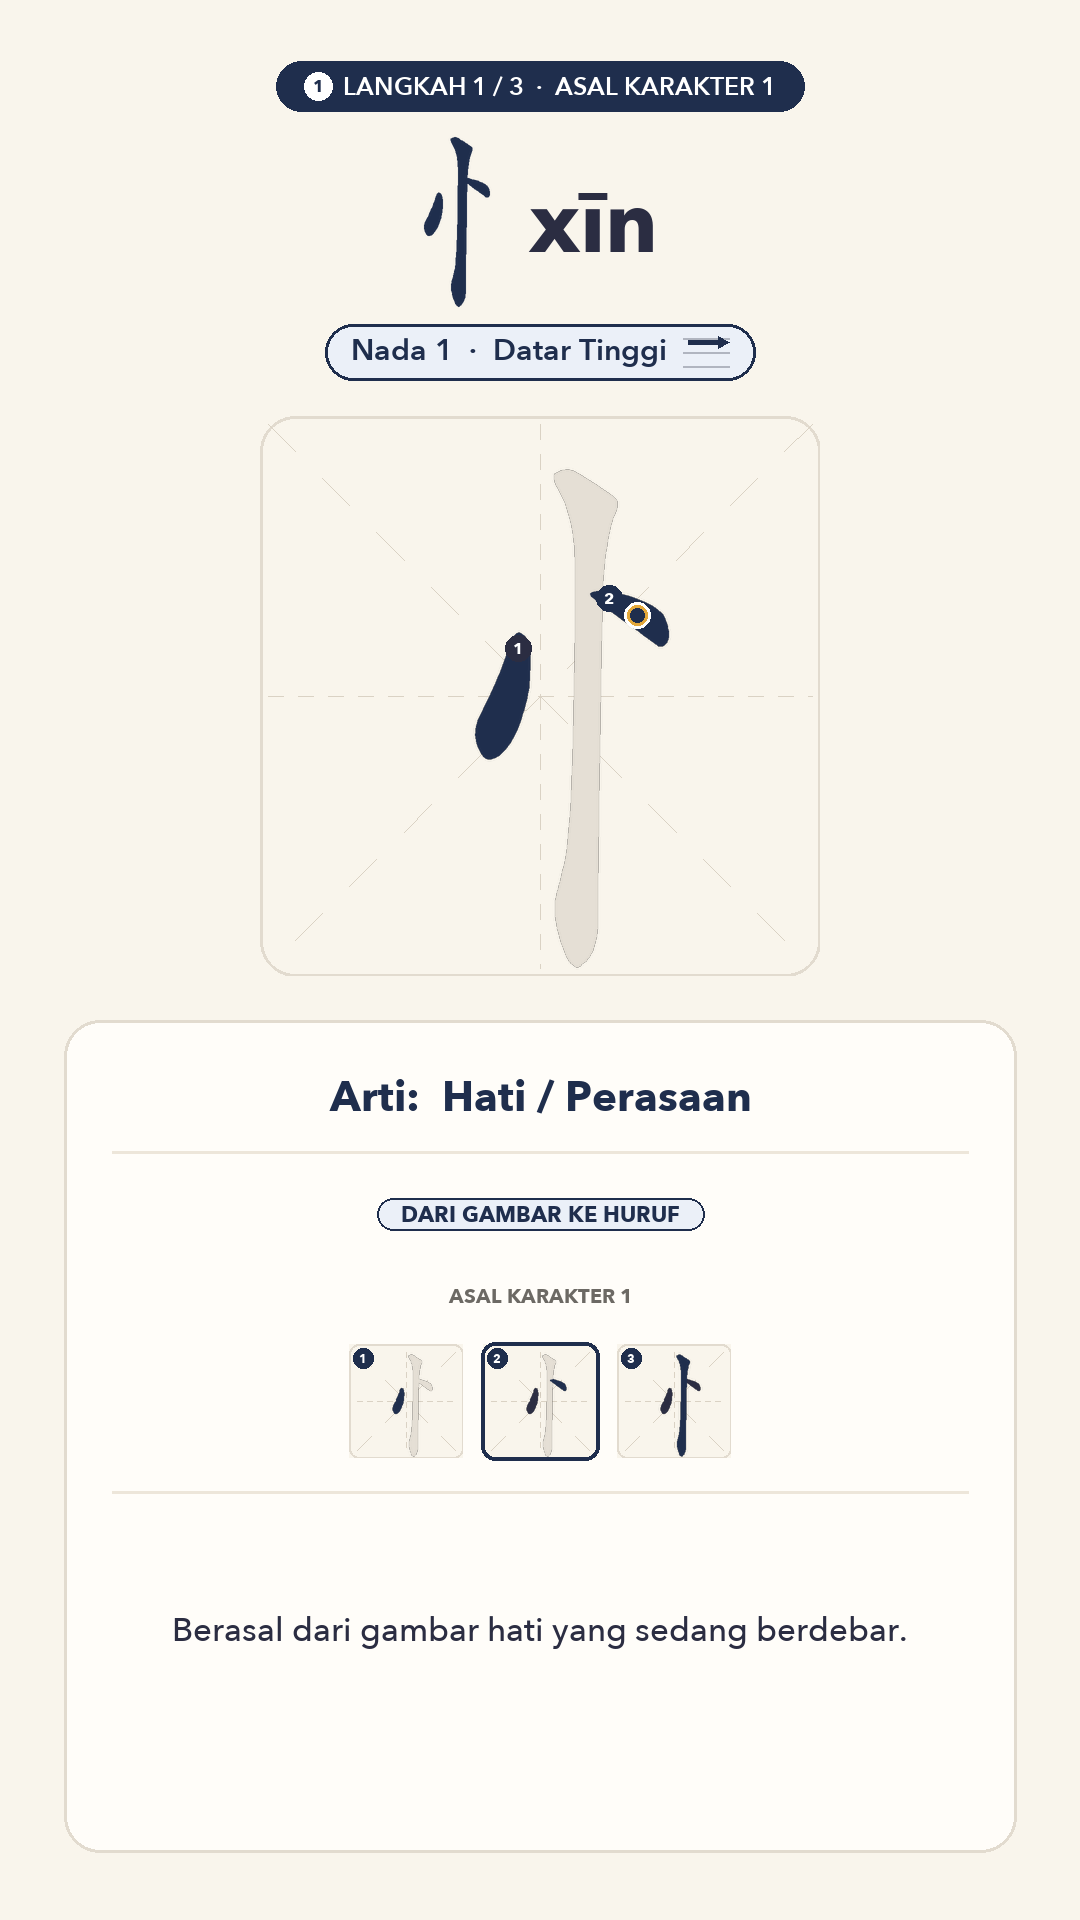 1 LANGKAH 1 / 3 · ASAL KARAKTER 1
忄 xīn
Nada 1 · Datar Tinggi
2
1
Arti: Hati / Perasaan
DARI GAMBAR KE HURUF
ASAL KARAKTER 1
1 2 3
Berasal dari gambar hati yang sedang berdebar.